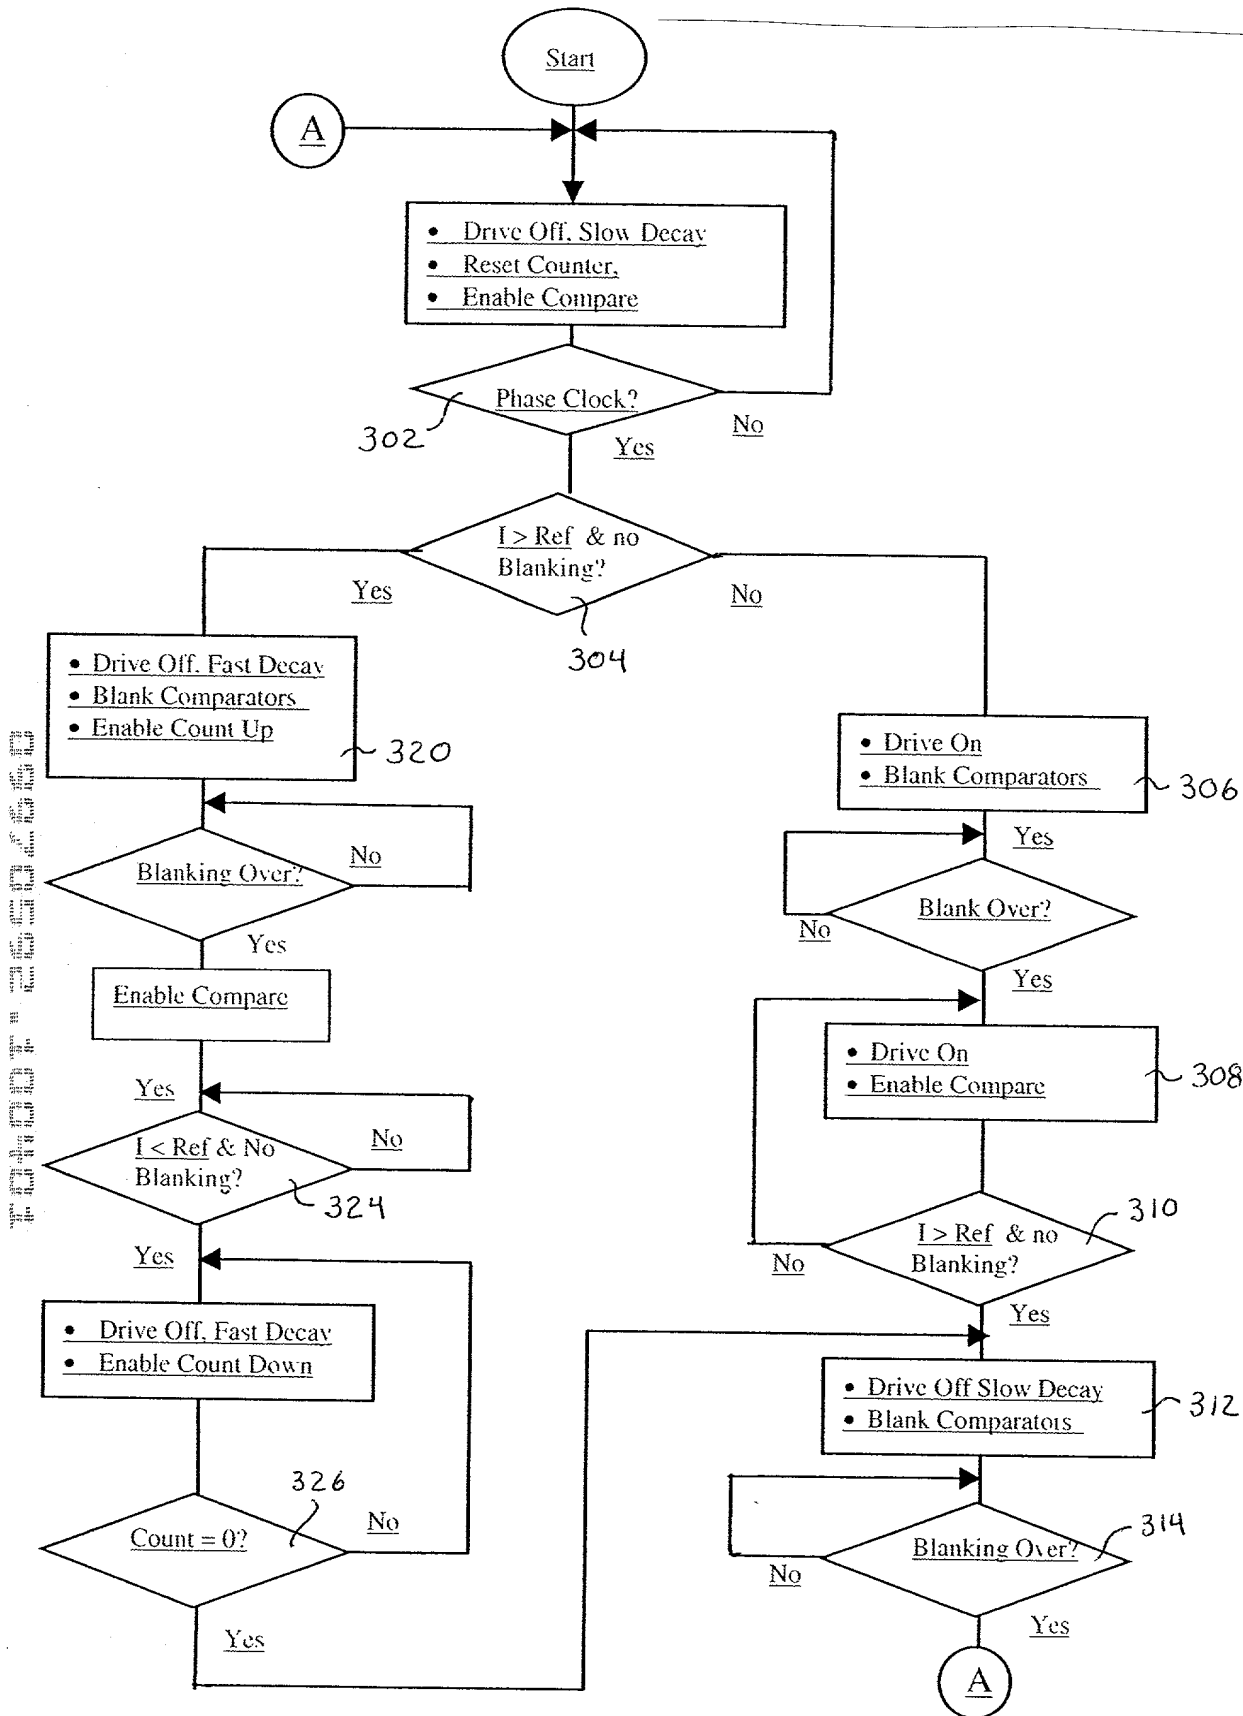 Start
A
• Drive Off, Slow Decay
• Reset Counter,
• Enable Compare
Phase Clock?
302
No
Yes
I > Ref & no
Blanking?
Yes
No
304
• Drive Off, Fast Decay
• Blank Comparators
• Enable Count Up
320
• Drive On
• Blank Comparators
306
Yes
Blanking Over?
No
Blank Over?
No
Yes
Yes
Enable Compare
• Drive On
• Enable Compare
308
Yes
I < Ref & No
Blanking?
No
324
310
I > Ref & no
Blanking?
No
Yes
Yes
• Drive Off, Fast Decay
• Enable Count Down
• Drive Off Slow Decay
• Blank Comparators
312
326
Count = 0?
No
314
Blanking Over?
No
Yes
Yes
A